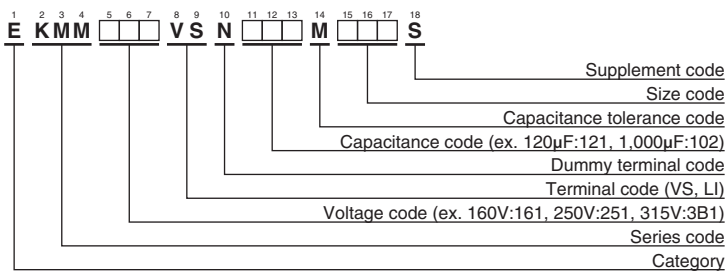 1 2 3 4 5 6 7 8 9 10 11 12 13 14 15 16 17 18
E KMM VS N M S
Supplement code
Size code
Capacitance tolerance code
Capacitance code (ex. 120μF:121, 1,000μF:102)
Dummy terminal code
Terminal code (VS, LI)
Voltage code (ex. 160V:161, 250V:251, 315V:3B1)
Series code
Category